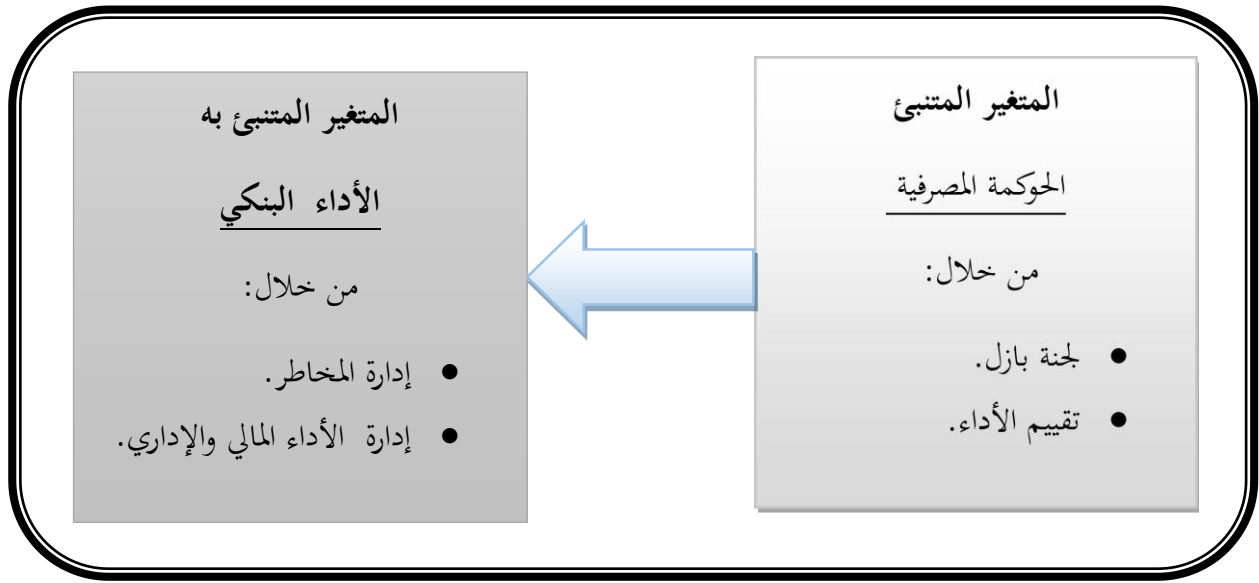 المتغير المتنبئ
الحوكمة المصرفية
من خلال:
● لجنة بازل.
● تقييم الأداء.
المتغير المتنبئ به
الأداء البنكي
من خلال:
● إدارة المخاطر.
● إدارة الأداء المالي والإداري.